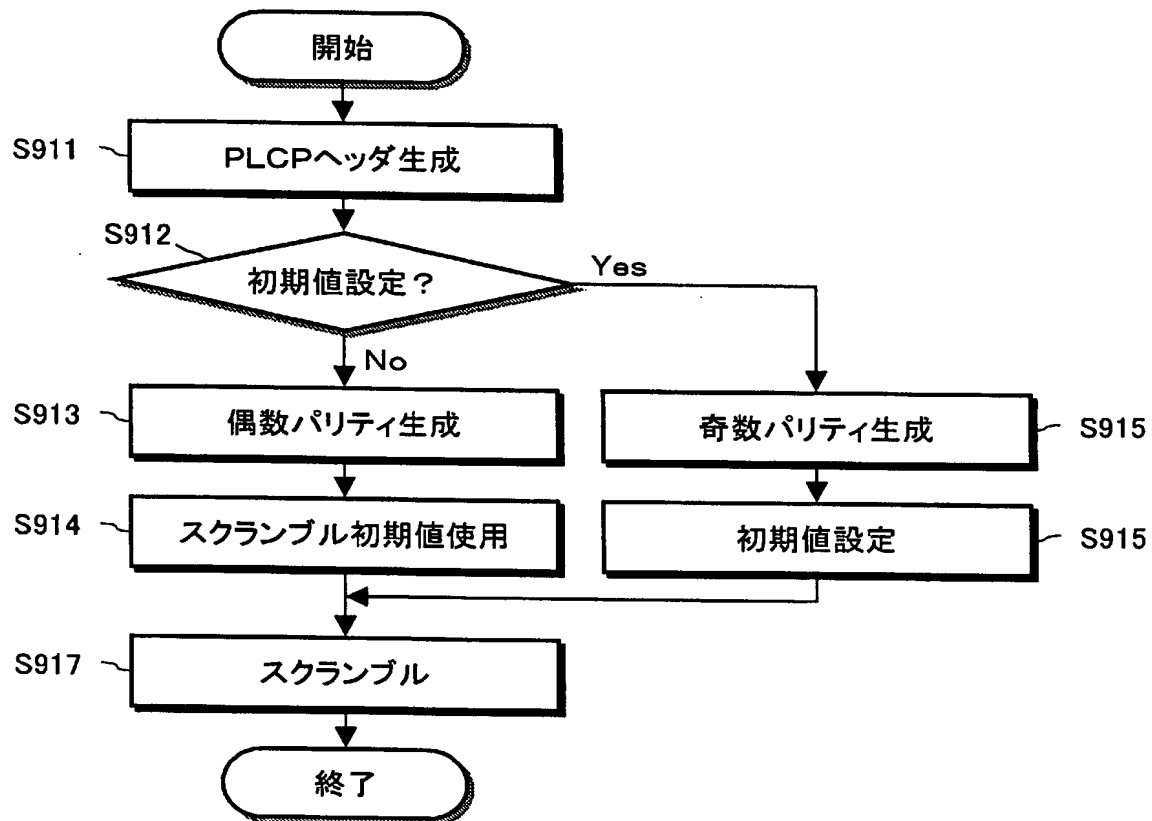 開始
S911
PLCPヘッダ生成
S912
初期値設定？
Yes
No
S913
偶数パリティ生成
奇数パリティ生成
S915
S914
スクランブル初期値使用
初期値設定
S915
S917
スクランブル
終了